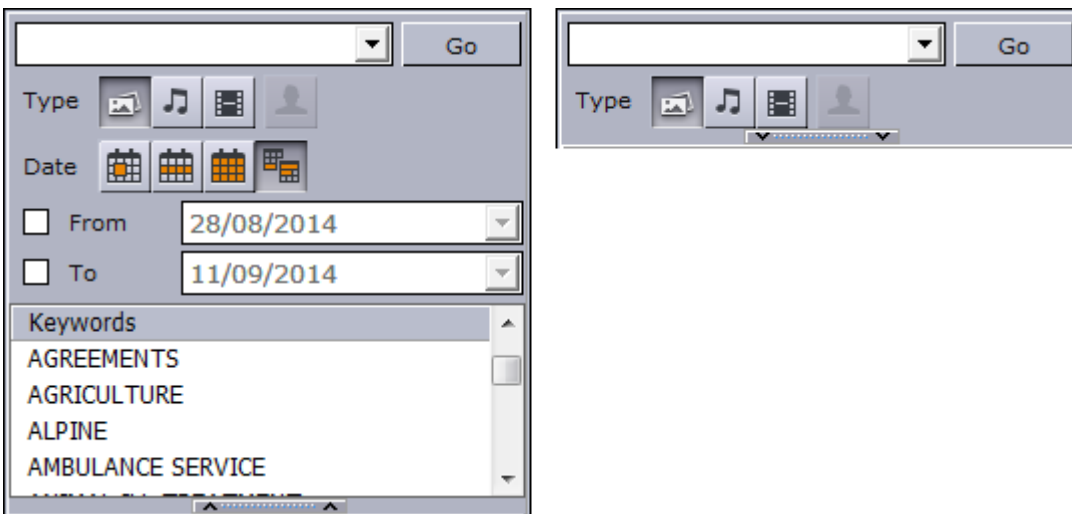 Go
Type
Date
From 28/08/2014
To 11/09/2014
Keywords
AGREEMENTS
AGRICULTURE
ALPINE
AMBULANCE SERVICE
Go
Type